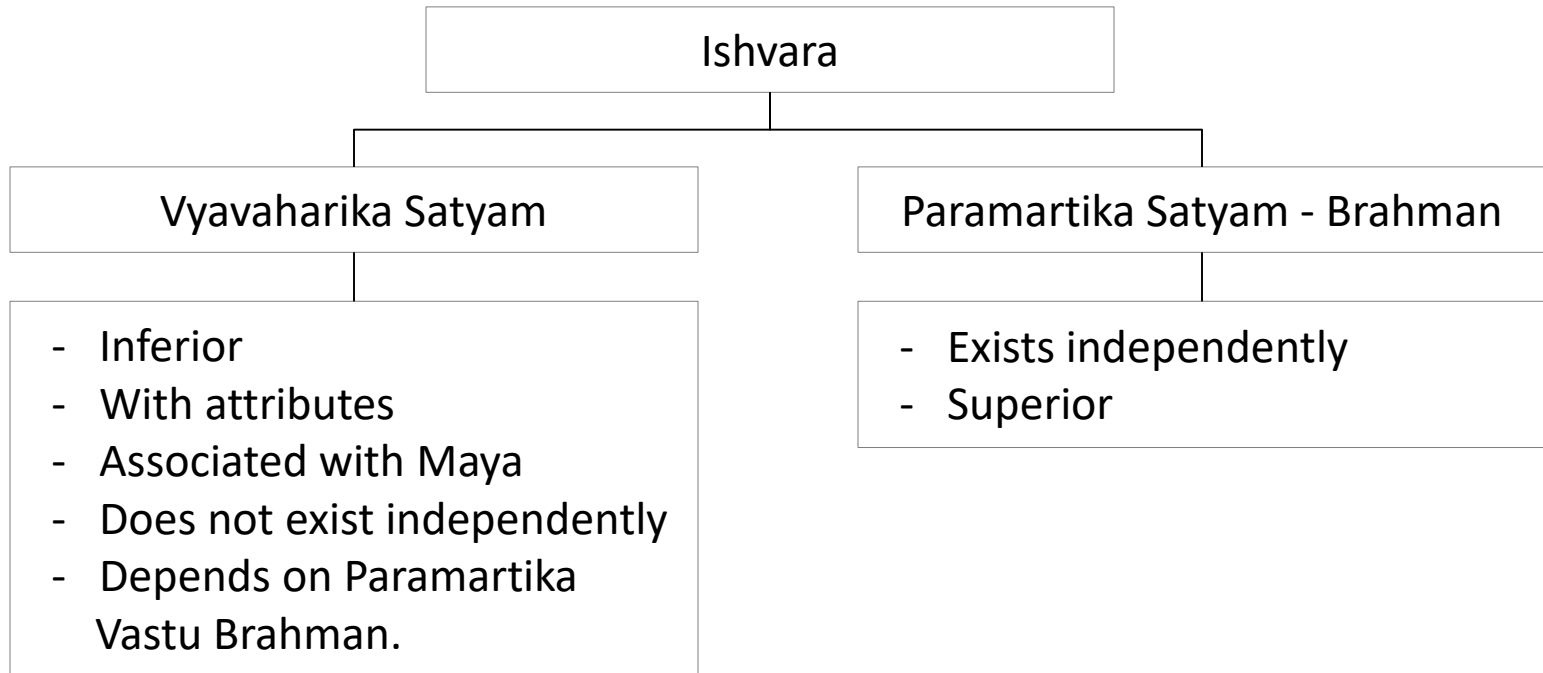 Ishvara
Vyavaharika Satyam
Paramartika Satyam - Brahman
- Inferior
- With attributes
- Associated with Maya
- Does not exist independently
- Depends on Paramartika
Vastu Brahman.
- Exists independently
- Superior